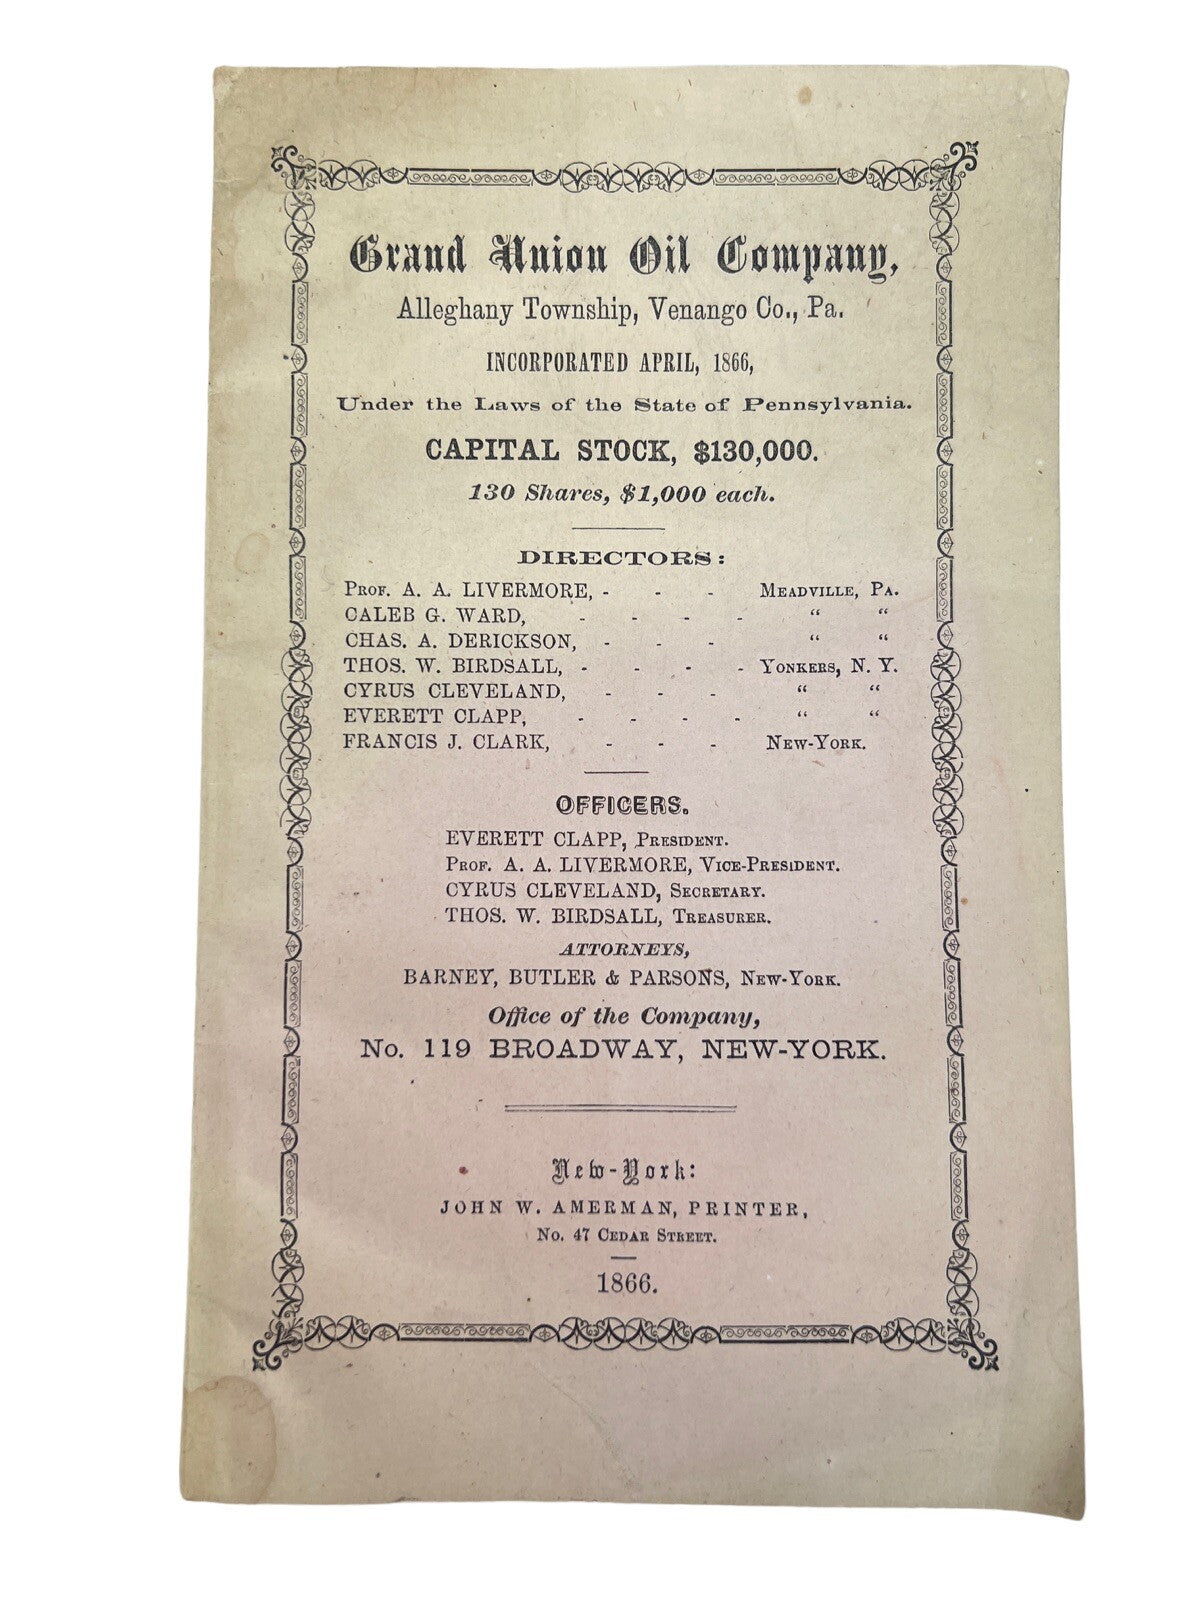 Grand Union Oil Company,
Alleghany Township, Venango Co., Pa.
INCORPORATED APRIL, 1866,
Under the Laws of the State of Pennsylvania.
CAPITAL STOCK, $130,000.
130 Shares, $1,000 each.
DIRECTORS:
PROF. A. A. LIVERMORE, - - - MEADVILLE, PA.
CALEB G. WARD, - - - - “ “
CHAS. A. DERICKSON, - - - “ “
THOS. W. BIRDSALL, - - - - YONKERS, N. Y.
CYRUS CLEVELAND, - - - “ “
EVERETT CLAPP, - - - - “ “
FRANCIS J. CLARK, - - - NEW-YORK.
OFFICERS.
EVERETT CLAPP, PRESIDENT.
PROF. A. A. LIVERMORE, VICE-PRESIDENT.
CYRUS CLEVELAND, SECRETARY.
THOS. W. BIRDSALL, TREASURER.
ATTORNEYS,
BARNEY, BUTLER & PARSONS, NEW-YORK.
Office of the Company,
No. 119 BROADWAY, NEW-YORK.
New-York:
JOHN W. AMERMAN, PRINTER,
No. 47 CEDAR STREET.
1866.